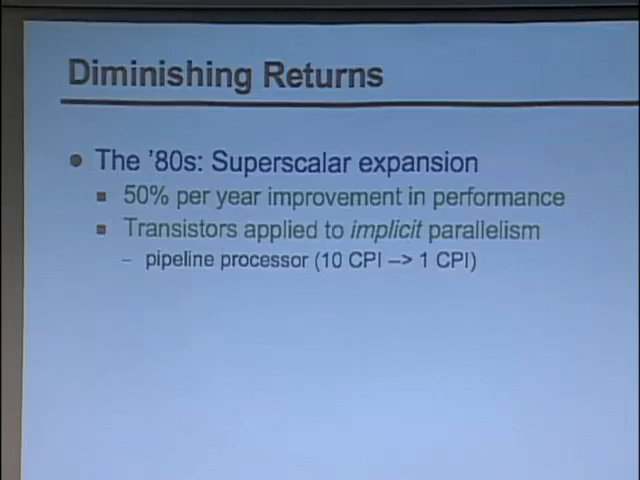 Diminishing Returns
● The '80s: Superscalar expansion
■ 50% per year improvement in performance
■ Transistors applied to implicit parallelism
– pipeline processor (10 CPI –> 1 CPI)